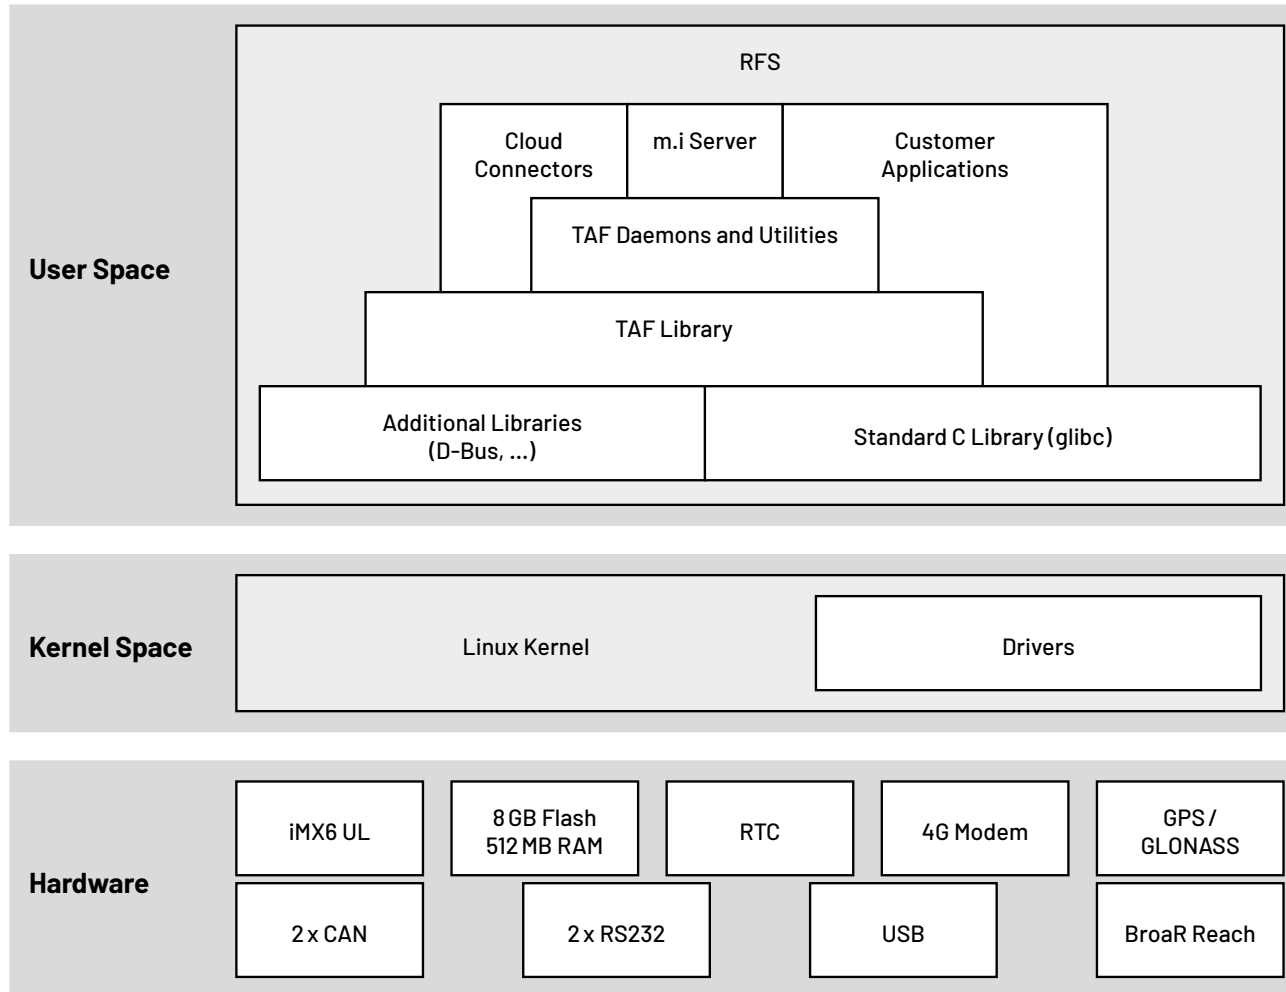 RFS
Cloud
Connectors
m.i Server
Customer
Applications
TAF Daemons and Utilities
User Space
TAF Library
Additional Libraries
(D-Bus, ...)
Standard C Library (glibc)
Kernel Space
Linux Kernel
Drivers
Hardware
iMX6 UL
8 GB Flash
512 MB RAM
RTC
4G Modem
GPS /
GLONASS
2 x CAN
2 x RS232
USB
BroaR Reach